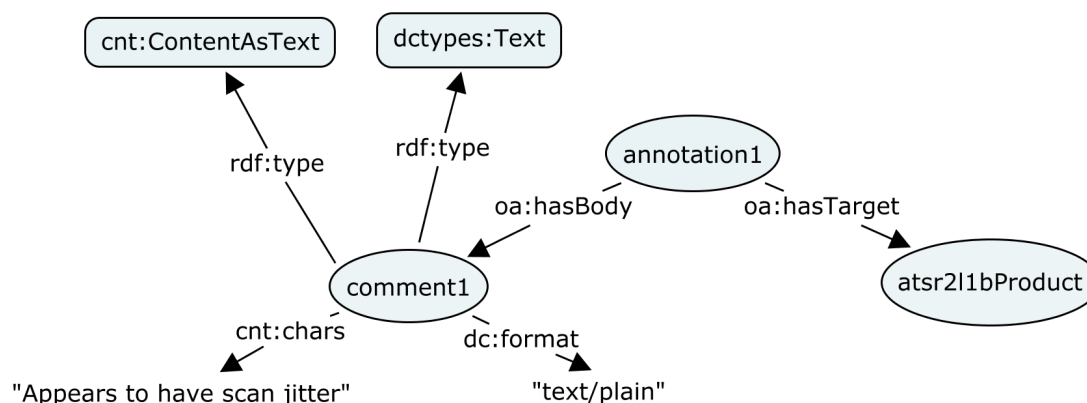 cnt:ContentAsText
dctypes:Text
rdf:type
rdf:type
annotation1
oa:hasBody
oa:hasTarget
comment1
atsr2l1bProduct
cnt:chars
dc:format
"Appears to have scan jitter"
"text/plain"